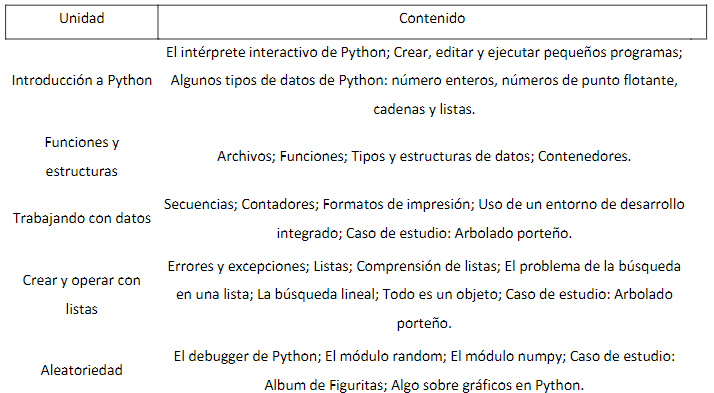 Unidad Contenido
El intérprete interactivo de Python; Crear, editar y ejecutar pequeños programas;
Introducción a Python Algunos tipos de datos de Python: número enteros, números de punto flotante,
cadenas y listas.
Funciones y
estructuras
Archivos; Funciones; Tipos y estructuras de datos; Contenedores.
Trabajando con datos
Secuencias; Contadores; Formatos de impresión; Uso de un entorno de desarrollo
integrado; Caso de estudio: Arbolado porteño.
Crear y operar con
listas
Errores y excepciones; Listas; Comprensión de listas; El problema de la búsqueda
en una lista; La búsqueda lineal; Todo es un objeto; Caso de estudio: Arbolado
porteño.
Aleatoriedad
El debugger de Python; El módulo random; El módulo numpy; Caso de estudio:
Album de Figuritas; Algo sobre gráficos en Python.